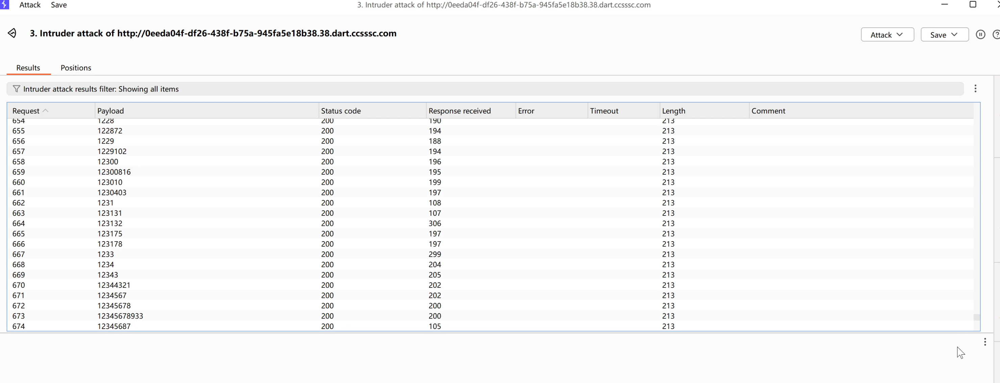 Attack Save 3. Intruder attack of http://0eeda04f-df26-438f-b75a-945fa5e18b38.38.dart.ccsssc.com
3. Intruder attack of http://0eeda04f-df26-438f-b75a-945fa5e18b38.38.dart.ccsssc.com Attack Save
Results Positions
Intruder attack results filter: Showing all items
Request Payload Status code Response received Error Timeout Length Comment
654 1228 200 190 213
655 122872 200 194 213
656 1229 200 188 213
657 1229102 200 194 213
658 12300 200 196 213
659 12300816 200 195 213
660 123010 200 199 213
661 1230403 200 197 213
662 1231 200 108 213
663 123131 200 107 213
664 123132 200 306 213
665 123175 200 197 213
666 123178 200 197 213
667 1233 200 299 213
668 1234 200 204 213
669 12343 200 205 213
670 12344321 200 202 213
671 1234567 200 202 213
672 12345678 200 200 213
673 12345678933 200 200 213
674 12345687 200 105 213